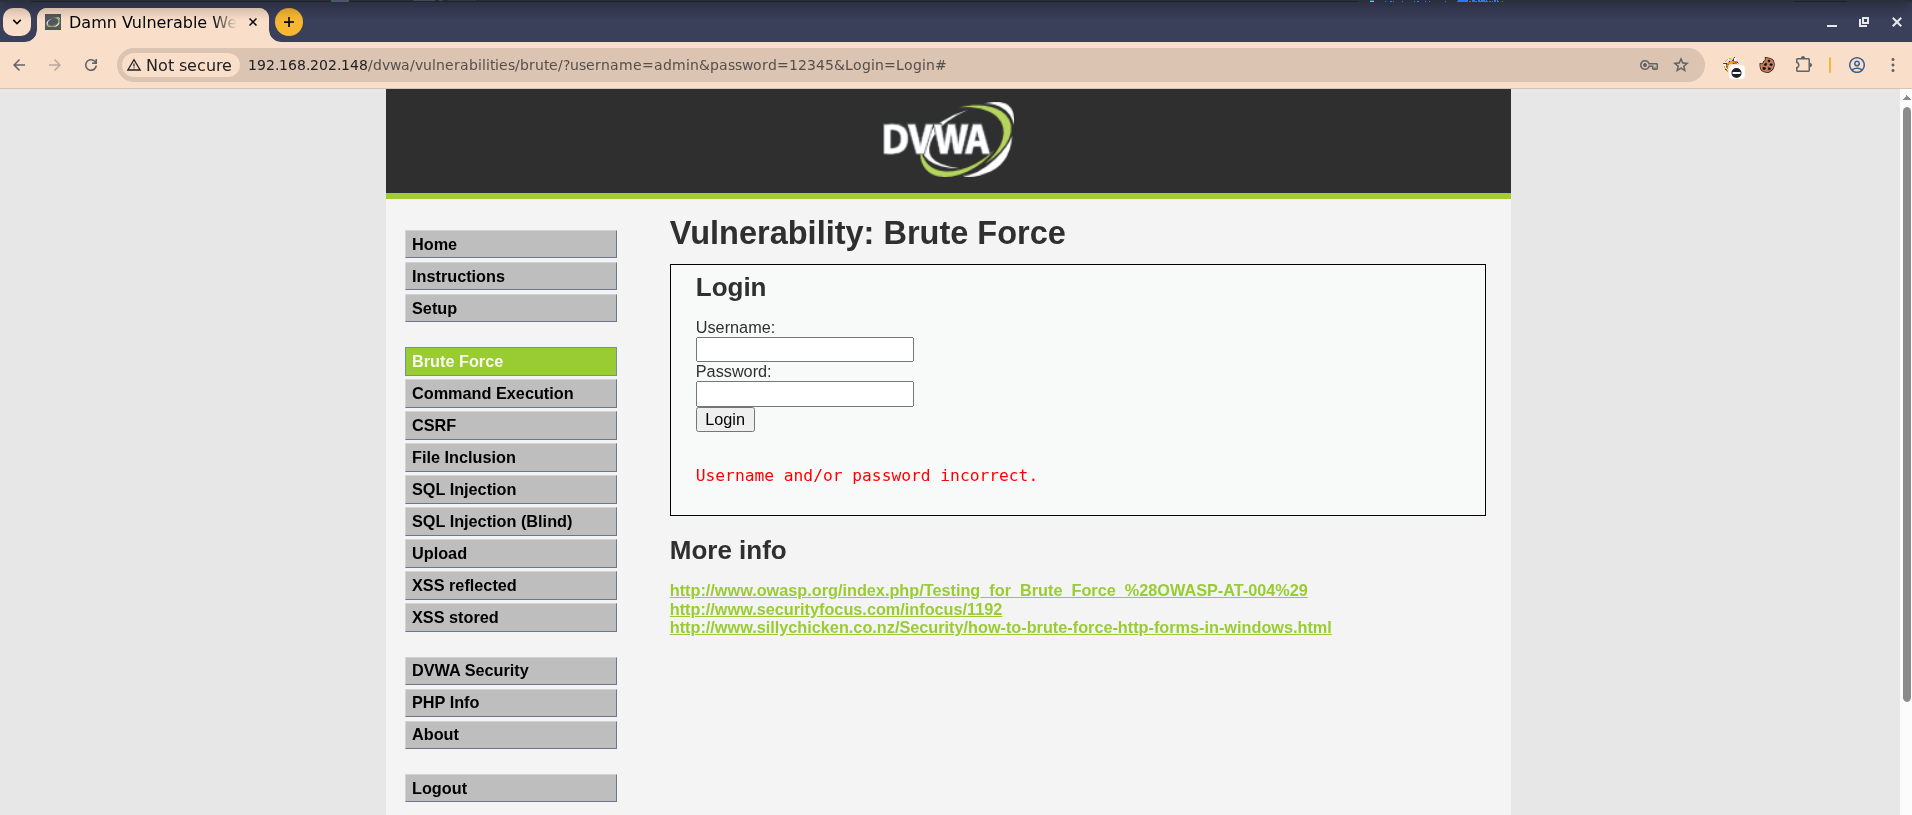 Damn Vulnerable We
Not secure 192.168.202.148/dvwa/vulnerabilities/brute/?username=admin&password=12345&Login=Login#
DVWA
Home
Instructions
Setup
Brute Force
Command Execution
CSRF
File Inclusion
SQL Injection
SQL Injection (Blind)
Upload
XSS reflected
XSS stored
DVWA Security
PHP Info
About
Logout
Vulnerability: Brute Force
Login
Username:
Password:
Login
Username and/or password incorrect.
More info
http://www.owasp.org/index.php/Testing_for_Brute_Force_%28OWASP-AT-004%29
http://www.securityfocus.com/infocus/1192
http://www.sillychicken.co.nz/Security/how-to-brute-force-http-forms-in-windows.html